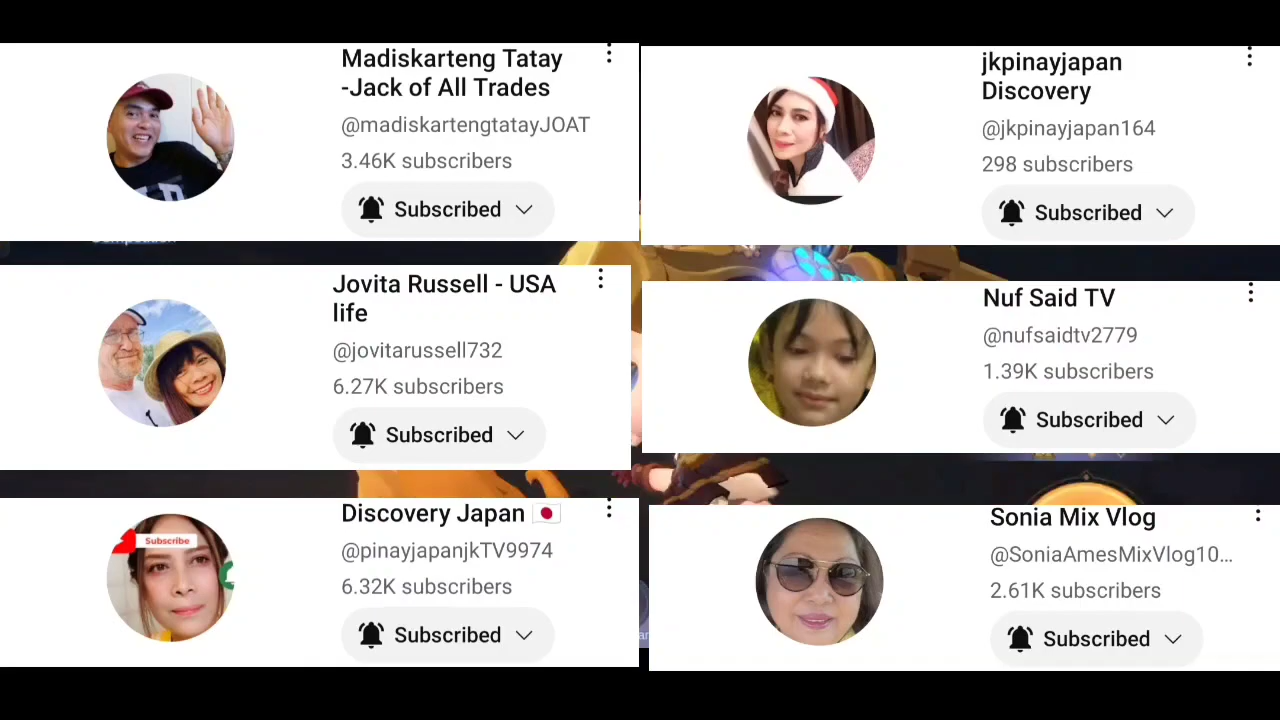 Madiskarteng Tatay
-Jack of All Trades
@madiskartengtatayJOAT
3.46K subscribers
Subscribed
jkpinayjapan
Discovery
@jkpinayjapan164
298 subscribers
Subscribed
Jovita Russell - USA
life
@jovitarussell732
6.27K subscribers
Subscribed
Nuf Said TV
@nufsaidtv2779
1.39K subscribers
Subscribed
Subscribe
Discovery Japan 🇯🇵
@pinayjapanjkTV9974
6.32K subscribers
Subscribed
Sonia Mix Vlog
@SoniaAmesMixVlog10...
2.61K subscribers
Subscribed